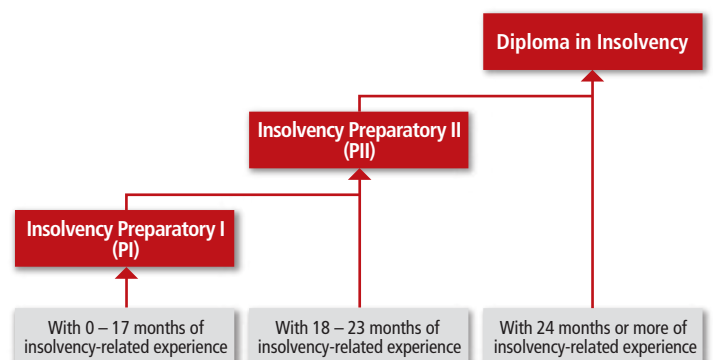 Diploma in Insolvency
Insolvency Preparatory II
(PII)
Insolvency Preparatory I
(PI)
With 0 – 17 months of
insolvency-related experience
With 18 – 23 months of
insolvency-related experience
With 24 months or more of
insolvency-related experience